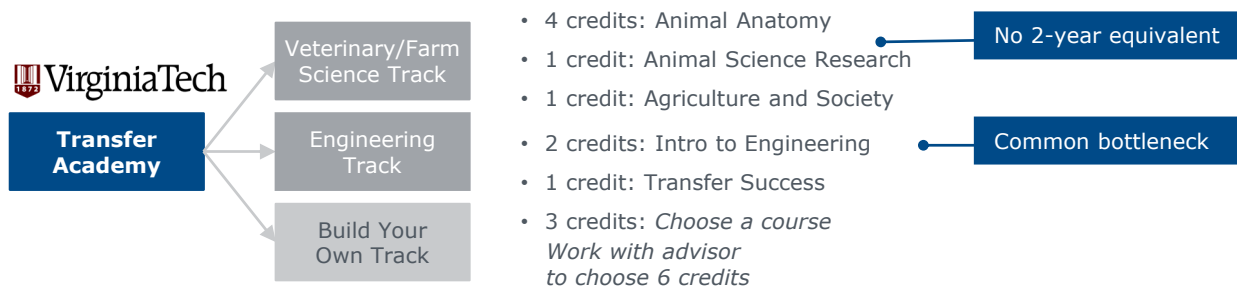 VirginiaTech
1872
Transfer
Academy
Veterinary/Farm
Science Track
Engineering
Track
Build Your
Own Track
• 4 credits: Animal Anatomy
• 1 credit: Animal Science Research
• 1 credit: Agriculture and Society
• 2 credits: Intro to Engineering
• 1 credit: Transfer Success
• 3 credits: Choose a course
Work with advisor
to choose 6 credits
No 2-year equivalent
Common bottleneck